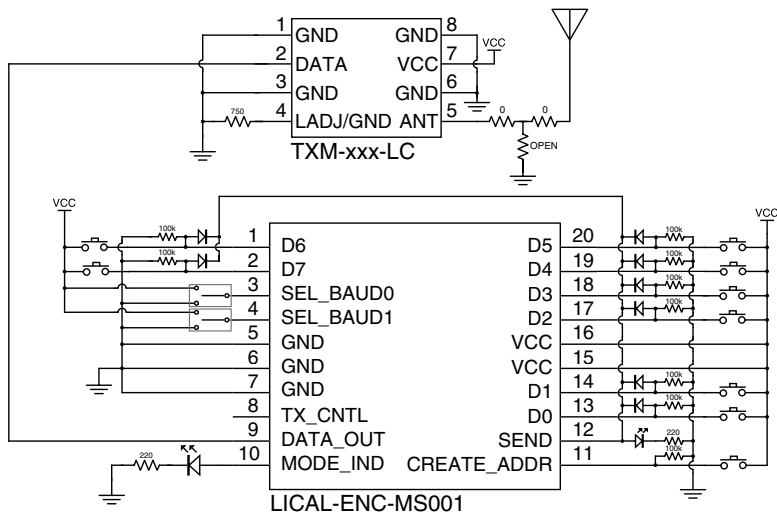 1 GND GND 8
2 DATA VCC 7 VCC
3 GND GND 6
4 LADJ/GND ANT 5
750 0 0
OPEN
TXM-xxx-LC
VCC VCC
100k 1 D6 D5 20 100k
100k 2 D7 D4 19 100k
3 SEL_BAUD0 D3 18 100k
4 SEL_BAUD1 D2 17 100k
5 GND VCC 16
6 GND VCC 15
7 GND D1 14 100k
8 TX_CNTL D0 13 100k
9 DATA_OUT SEND 12 220
220 10 MODE_IND CREATE_ADDR 11 100k
LICAL-ENC-MS001